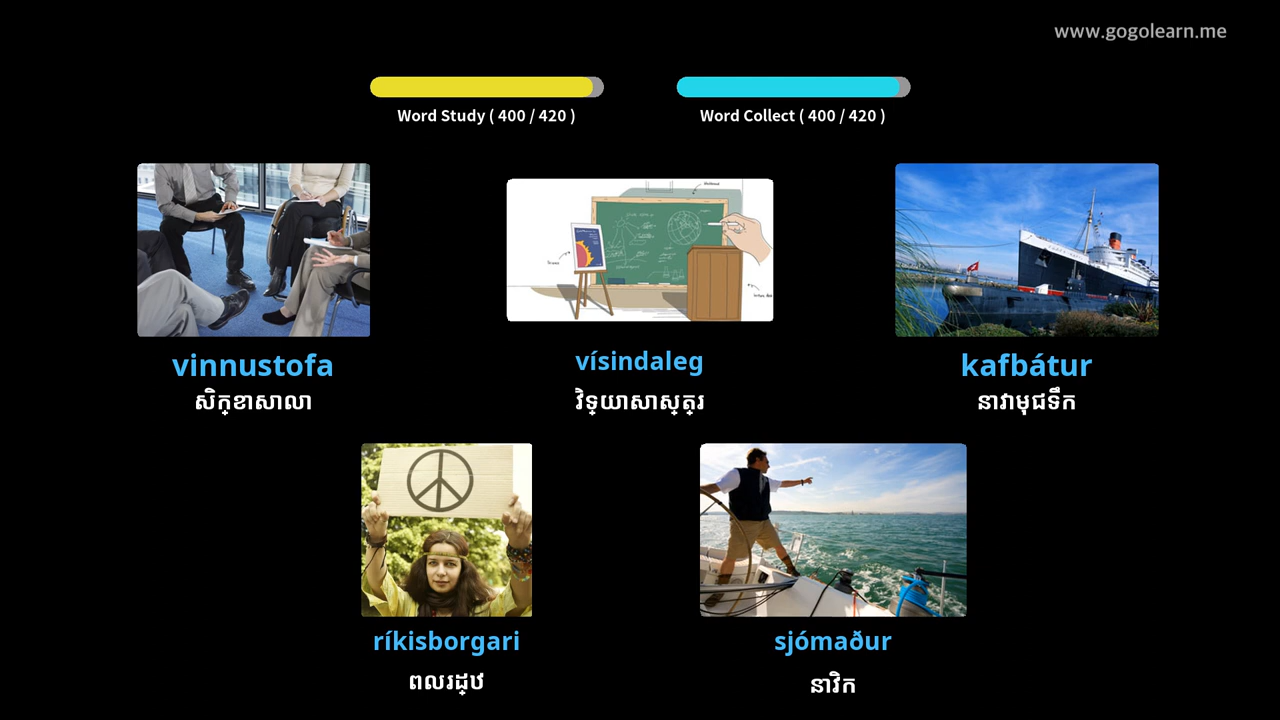 www.gogolearn.me
Word Study ( 400 / 420 )
Word Collect ( 400 / 420 )
vinnustofa
សិក្ខាសាលា
vísindaleg
វិទ្យាសាស្ត្រ
kafbátur
នាវាមុជទឹក
ríkisborgari
ពលរដ្ឋ
sjómaður
នាវិក